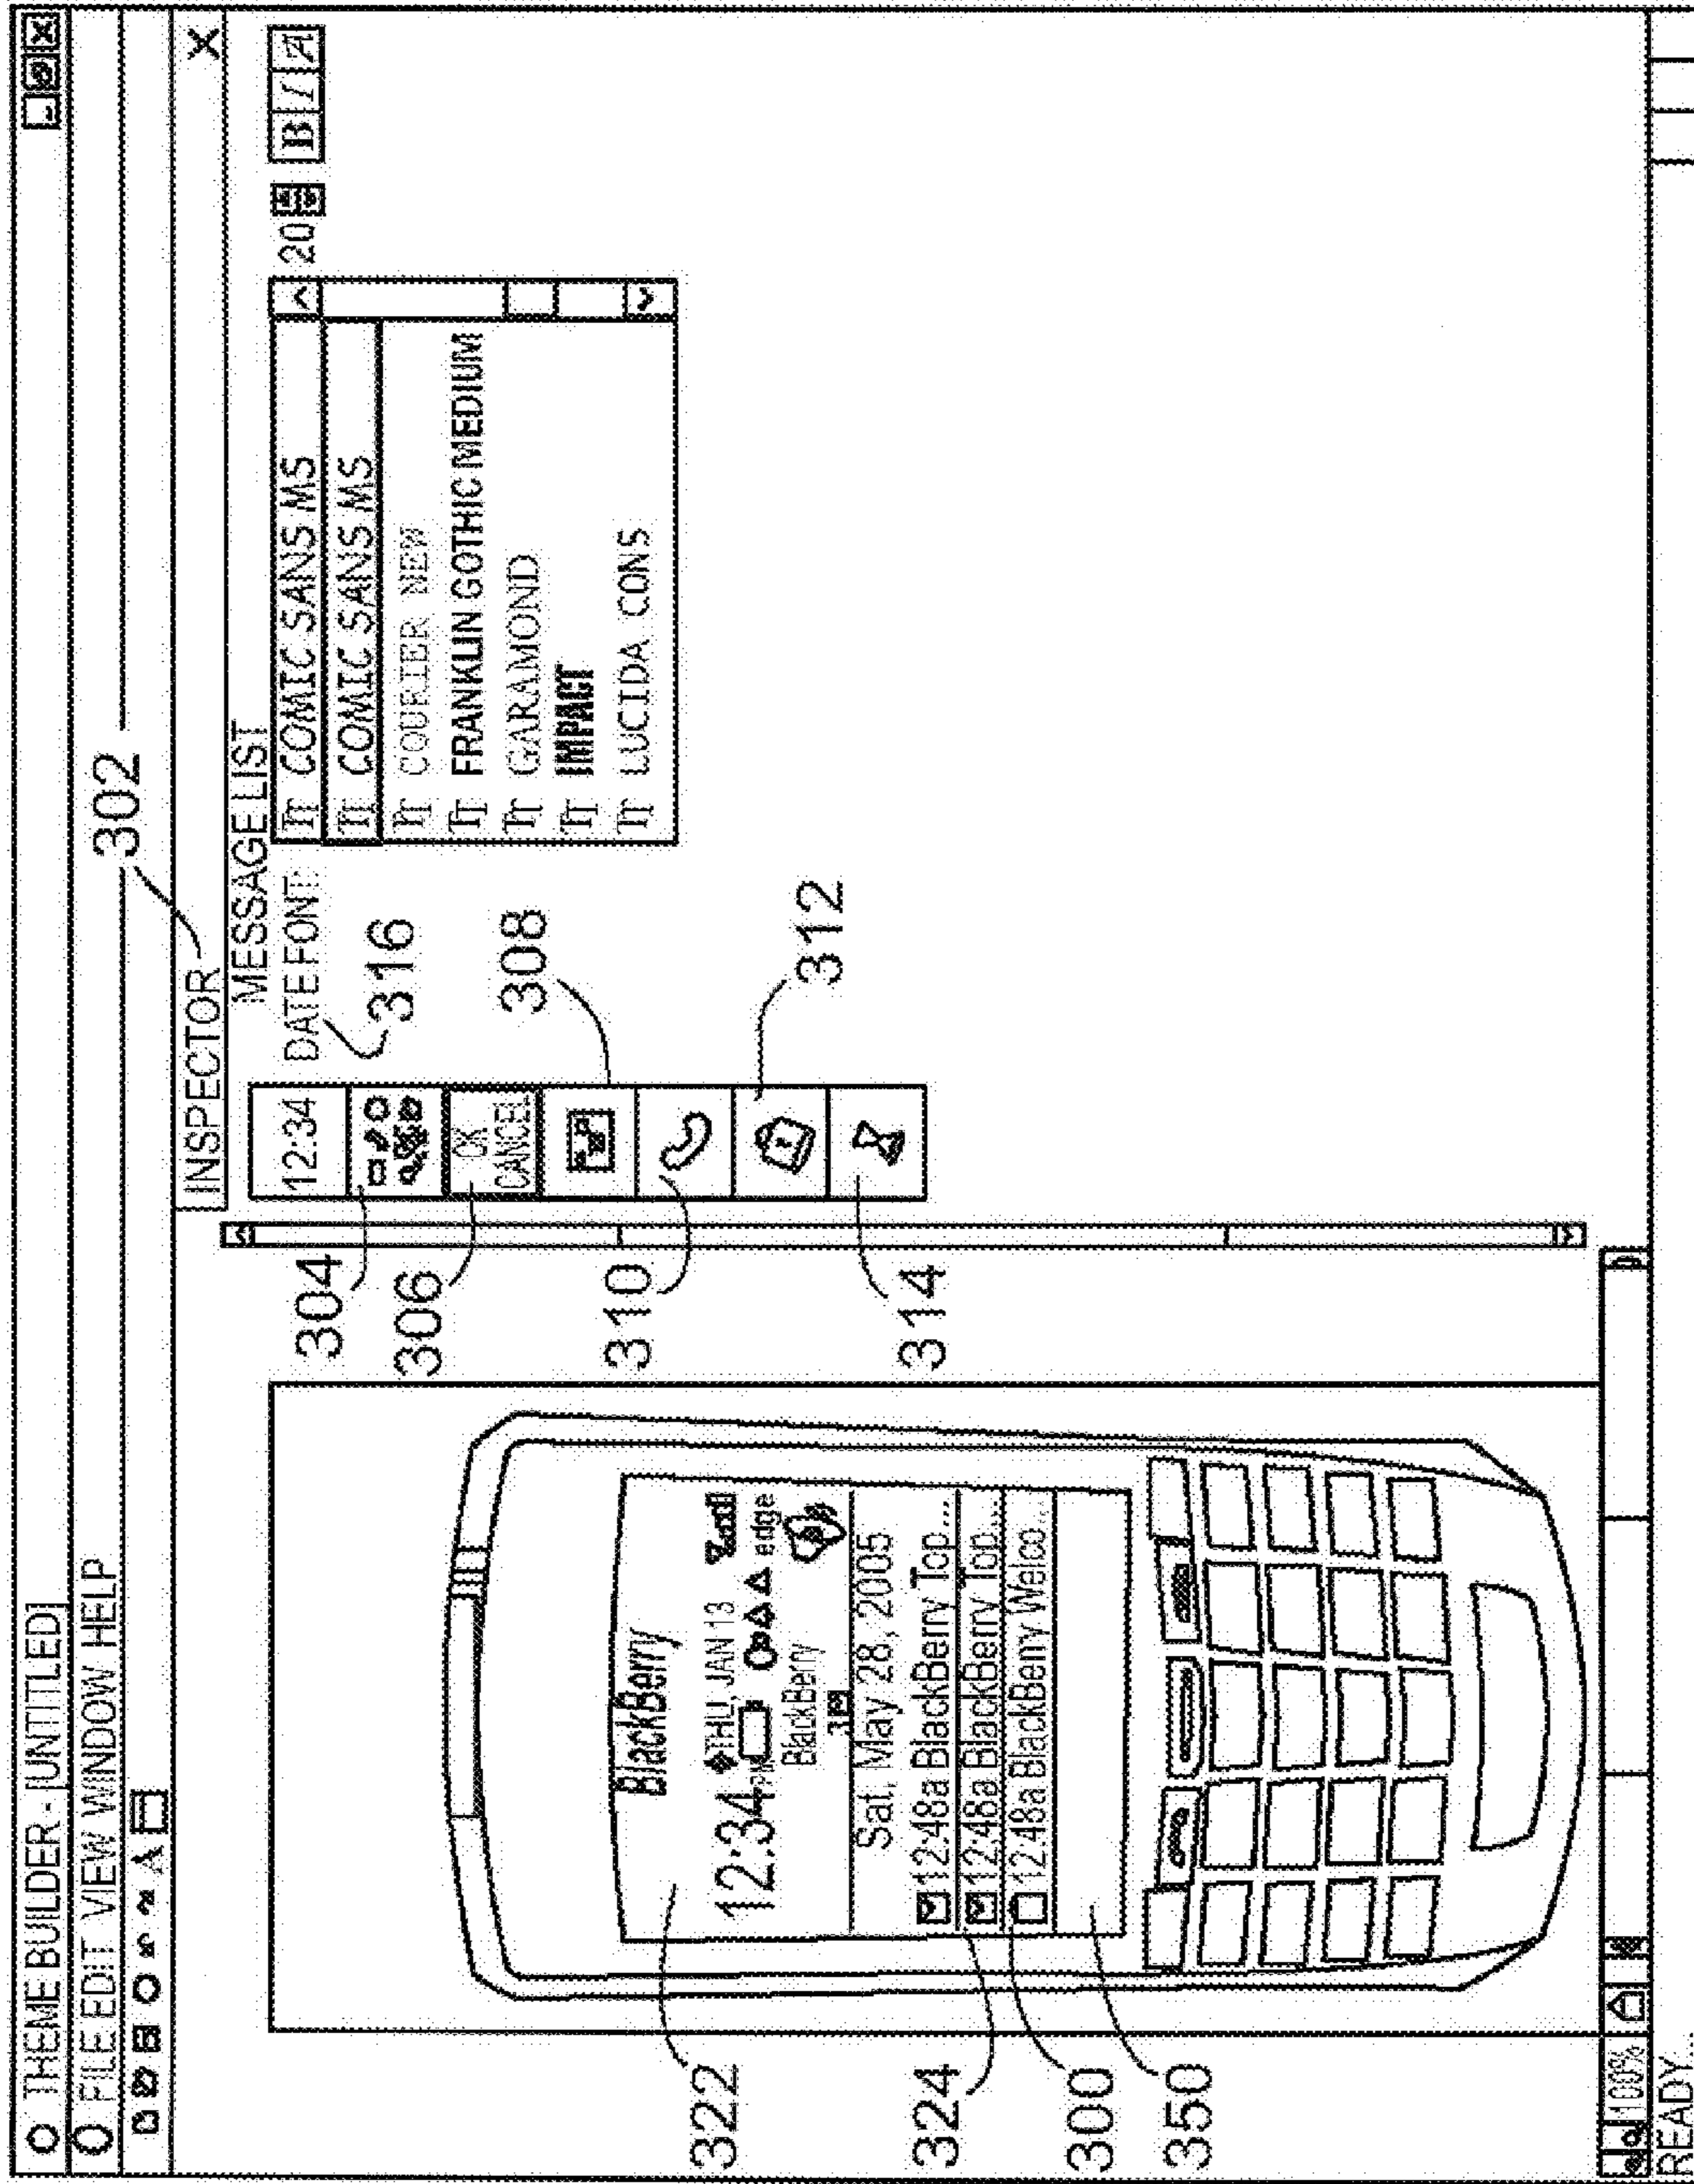 THEME BUILDER - [UNTITLED]
FILE EDIT VIEW WINDOW HELP
302
INSPECTOR
MESSAGE LIST
DATE FONT:
COMIC SANS MS
20
B I A
COMIC SANS MS
COURIER NEW
FRANKLIN GOTHIC MEDIUM
GARAMOND
IMPACT
LUCIDA CONS
316
308
312
12:34
OK
CANCEL
304
306
310
314
BlackBerry
THU, JAN 13
12:34PM
edge
BlackBerry
3
Sat, May 28, 2005
12:48a BlackBerry Top...
12:48a BlackBerry Top...
12:48a BlackBerry Welco...
322
324
300
350
100%
READY...